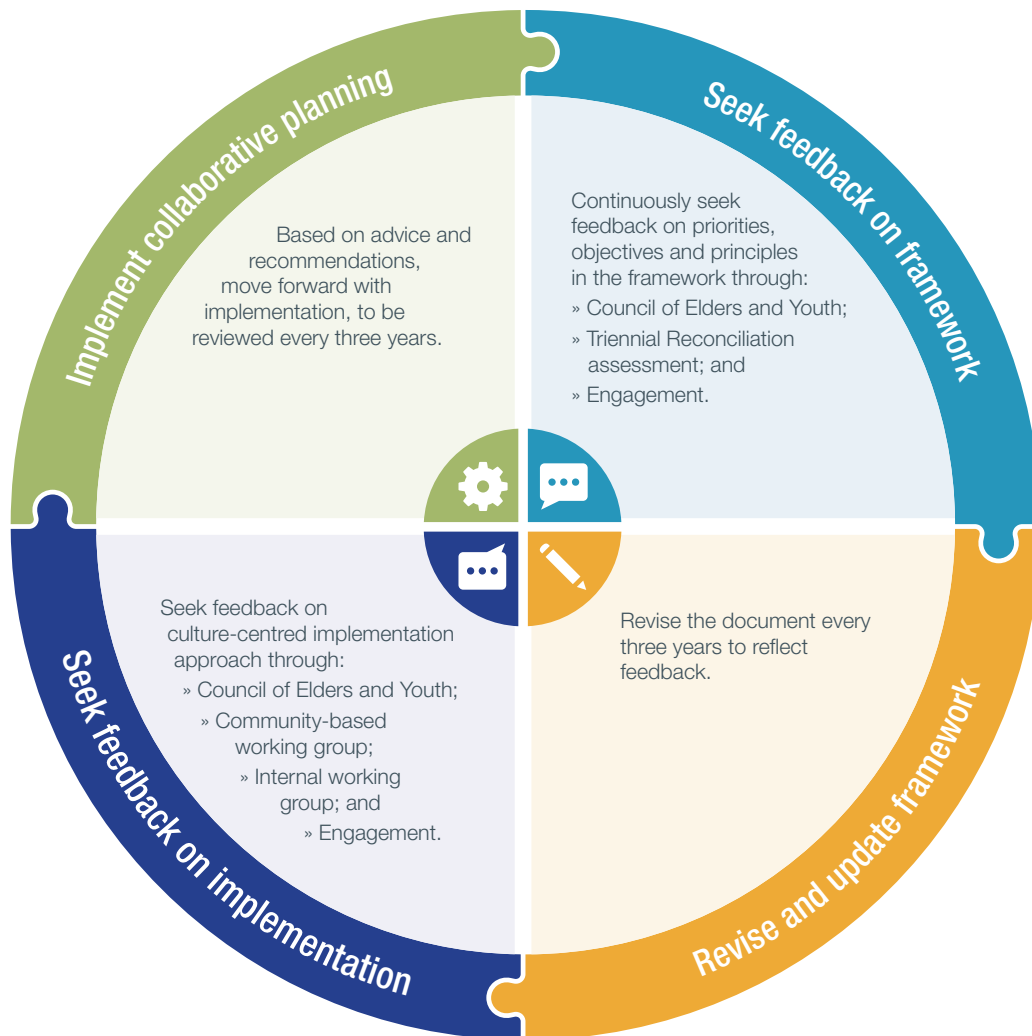 Implement collaborative planning
Based on advice and
recommendations,
move forward with
implementation, to be
reviewed every three years.
Seek feedback on framework
Continuously seek
feedback on priorities,
objectives and principles
in the framework through:
» Council of Elders and Youth;
» Triennial Reconciliation
assessment; and
» Engagement.
Seek feedback on implementation
Seek feedback on
culture-centred implementation
approach through:
» Council of Elders and Youth;
» Community-based
working group;
» Internal working
group; and
» Engagement.
Revise and update framework
Revise the document every
three years to reflect
feedback.